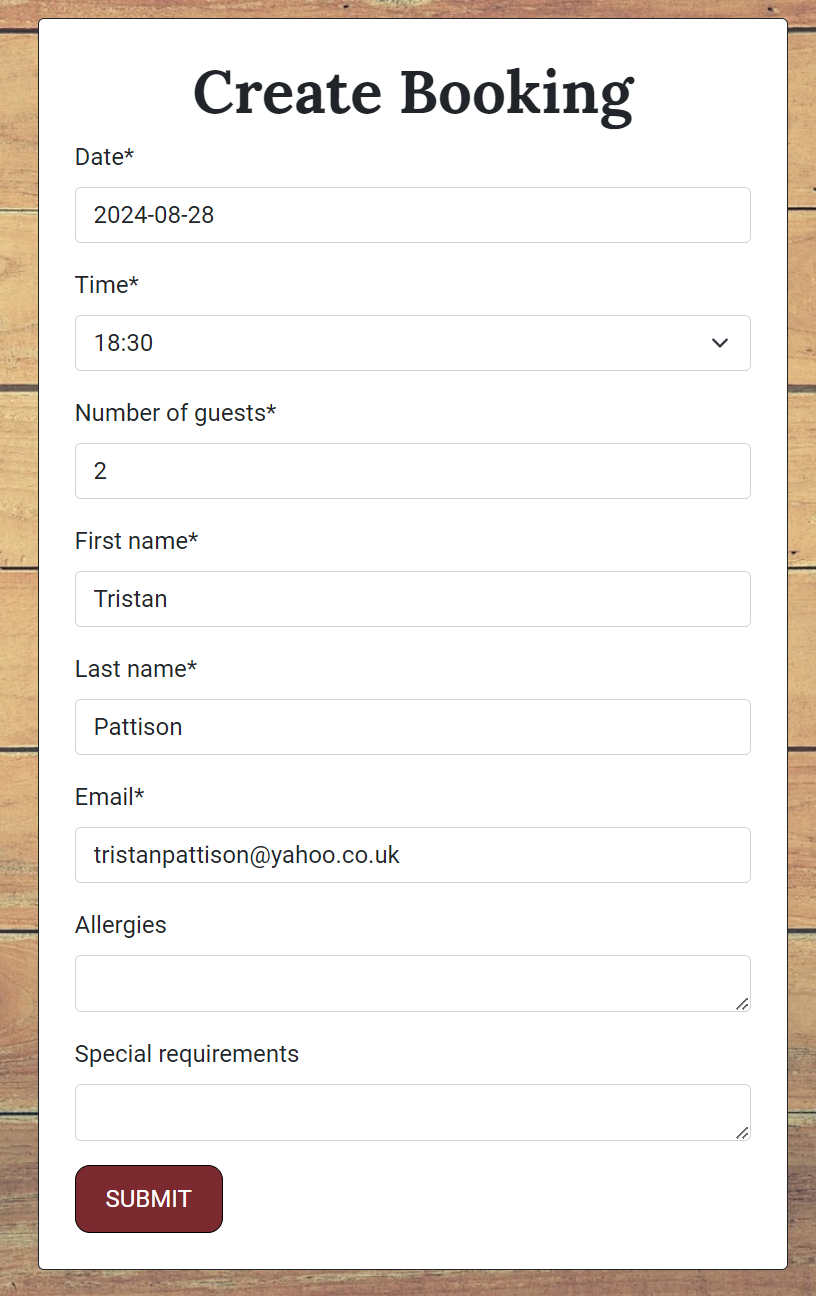 Create Booking
Date*
2024-08-28
Time*
18:30
Number of guests*
2
First name*
Tristan
Last name*
Pattison
Email*
tristanpattison@yahoo.co.uk
Allergies
Special requirements
SUBMIT